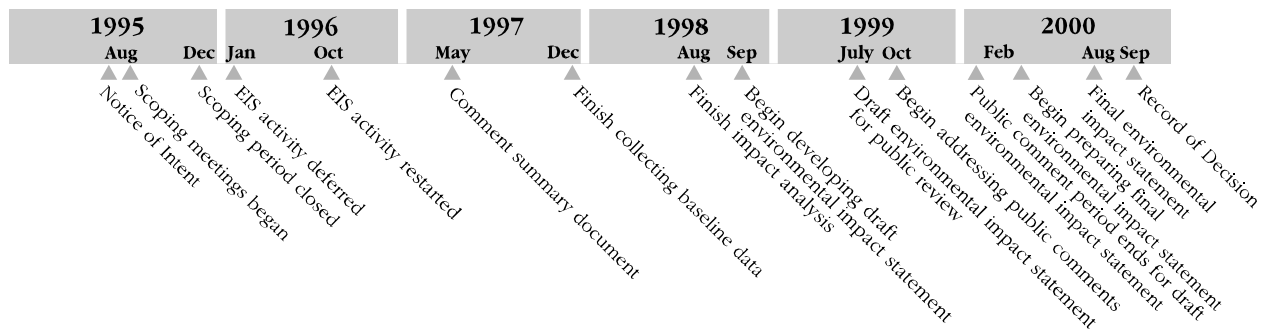 1995
1996
1997
1998
1999
2000
Aug
Dec
Jan
Oct
May
Dec
Aug
Sep
July
Oct
Feb
Aug
Sep
Notice of Intent
Scoping meetings began
Scoping period closed
EIS activity deferred
EIS activity restarted
Comment summary document
Finish collecting baseline data
Finish impact analysis
Begin developing draft
environmental impact statement
Draft environmental impact statement
for public review
Begin addressing public comments
Public comment period ends for draft
environmental impact statement
Begin preparing final
environmental impact statement
Final environmental
impact statement
Record of Decision